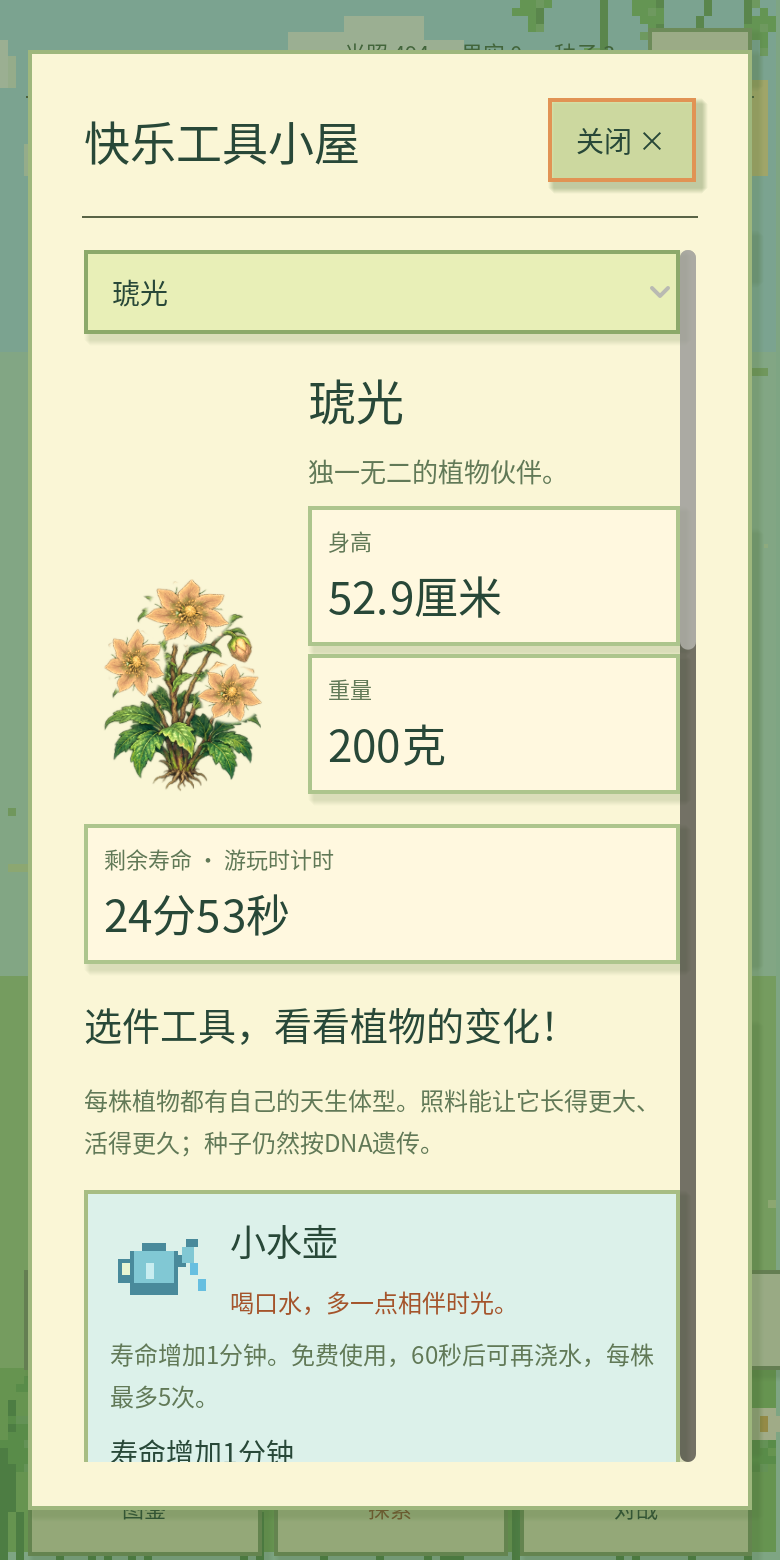 快乐工具小屋
关闭 ×
琥光
琥光
独一无二的植物伙伴。
身高
52.9厘米
重量
200克
剩余寿命 · 游玩时计时
24分53秒
选件工具，看看植物的变化！
每株植物都有自己的天生体型。照料能让它长得更大、
活得更久；种子仍然按DNA遗传。
小水壶
喝口水，多一点相伴时光。
寿命增加1分钟。免费使用，60秒后可再浇水，每株
最多5次。
寿命增加1分钟
图鉴
探索
对战